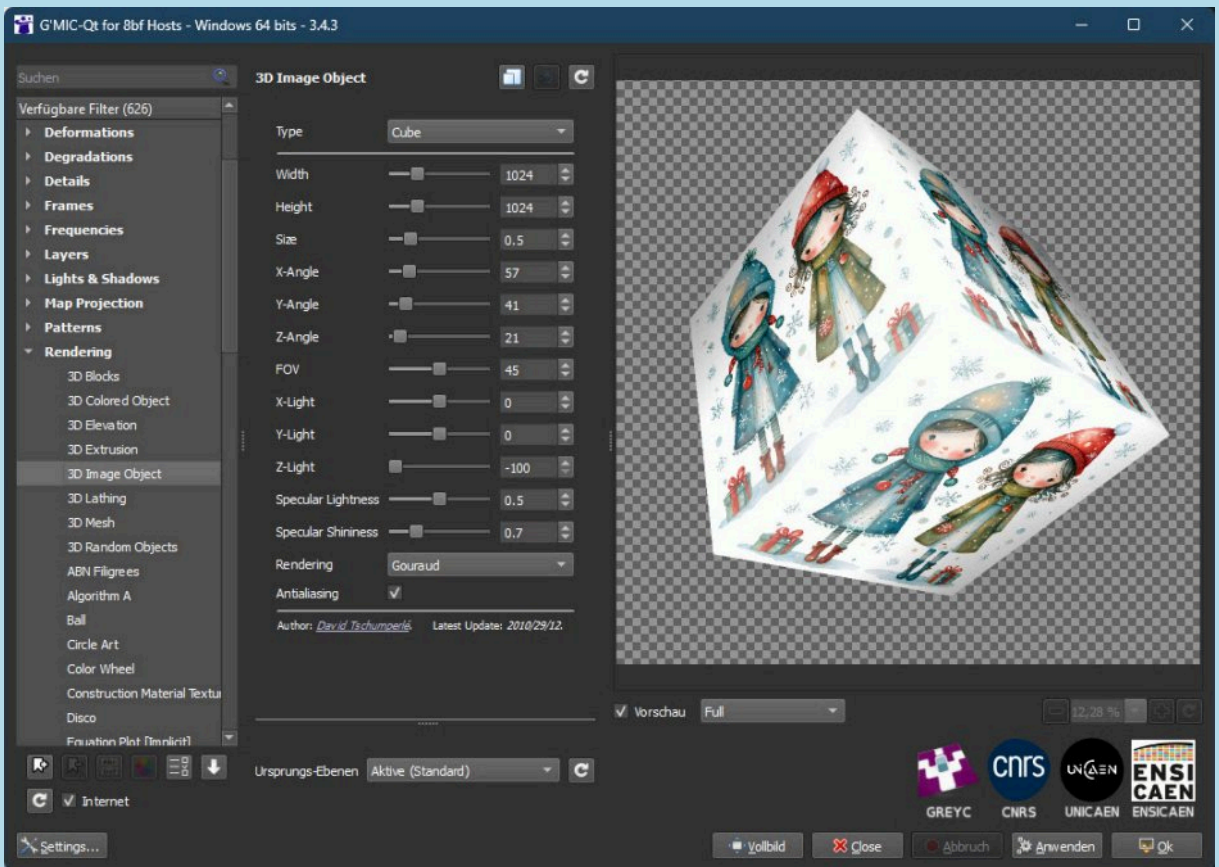 G'MIC-Qt for 8bf Hosts - Windows 64 bits - 3.4.3
Suchen
Verfügbare Filter (626)
Deformations
Degradations
Details
Frames
Frequencies
Layers
Lights & Shadows
Map Projection
Patterns
Rendering
3D Blocks
3D Colored Object
3D Elevation
3D Extrusion
3D Image Object
3D Lathing
3D Mesh
3D Random Objects
ABN Filigrees
Algorithm A
Ball
Circle Art
Color Wheel
Construction Material Textur
Disco
Equation Plot [Implicit]
Internet
Settings...
3D Image Object
Type Cube
Width 1024
Height 1024
Size 0.5
X-Angle 57
Y-Angle 41
Z-Angle 21
FOV 45
X-Light 0
Y-Light 0
Z-Light -100
Specular Lightness 0.5
Specular Shininess 0.7
Rendering Gouraud
Antialiasing
Author: David Tschumperlé. Latest Update: 2010/29/12.
Ursprungs-Ebenen Aktive (Standard)
Vorschau Full
12,28 %
cnrs UNICAEN ENSI
CAEN
GREYC CNRS UNICAEN ENSICAEN
Vollbild Close Abbruch Anwenden Ok